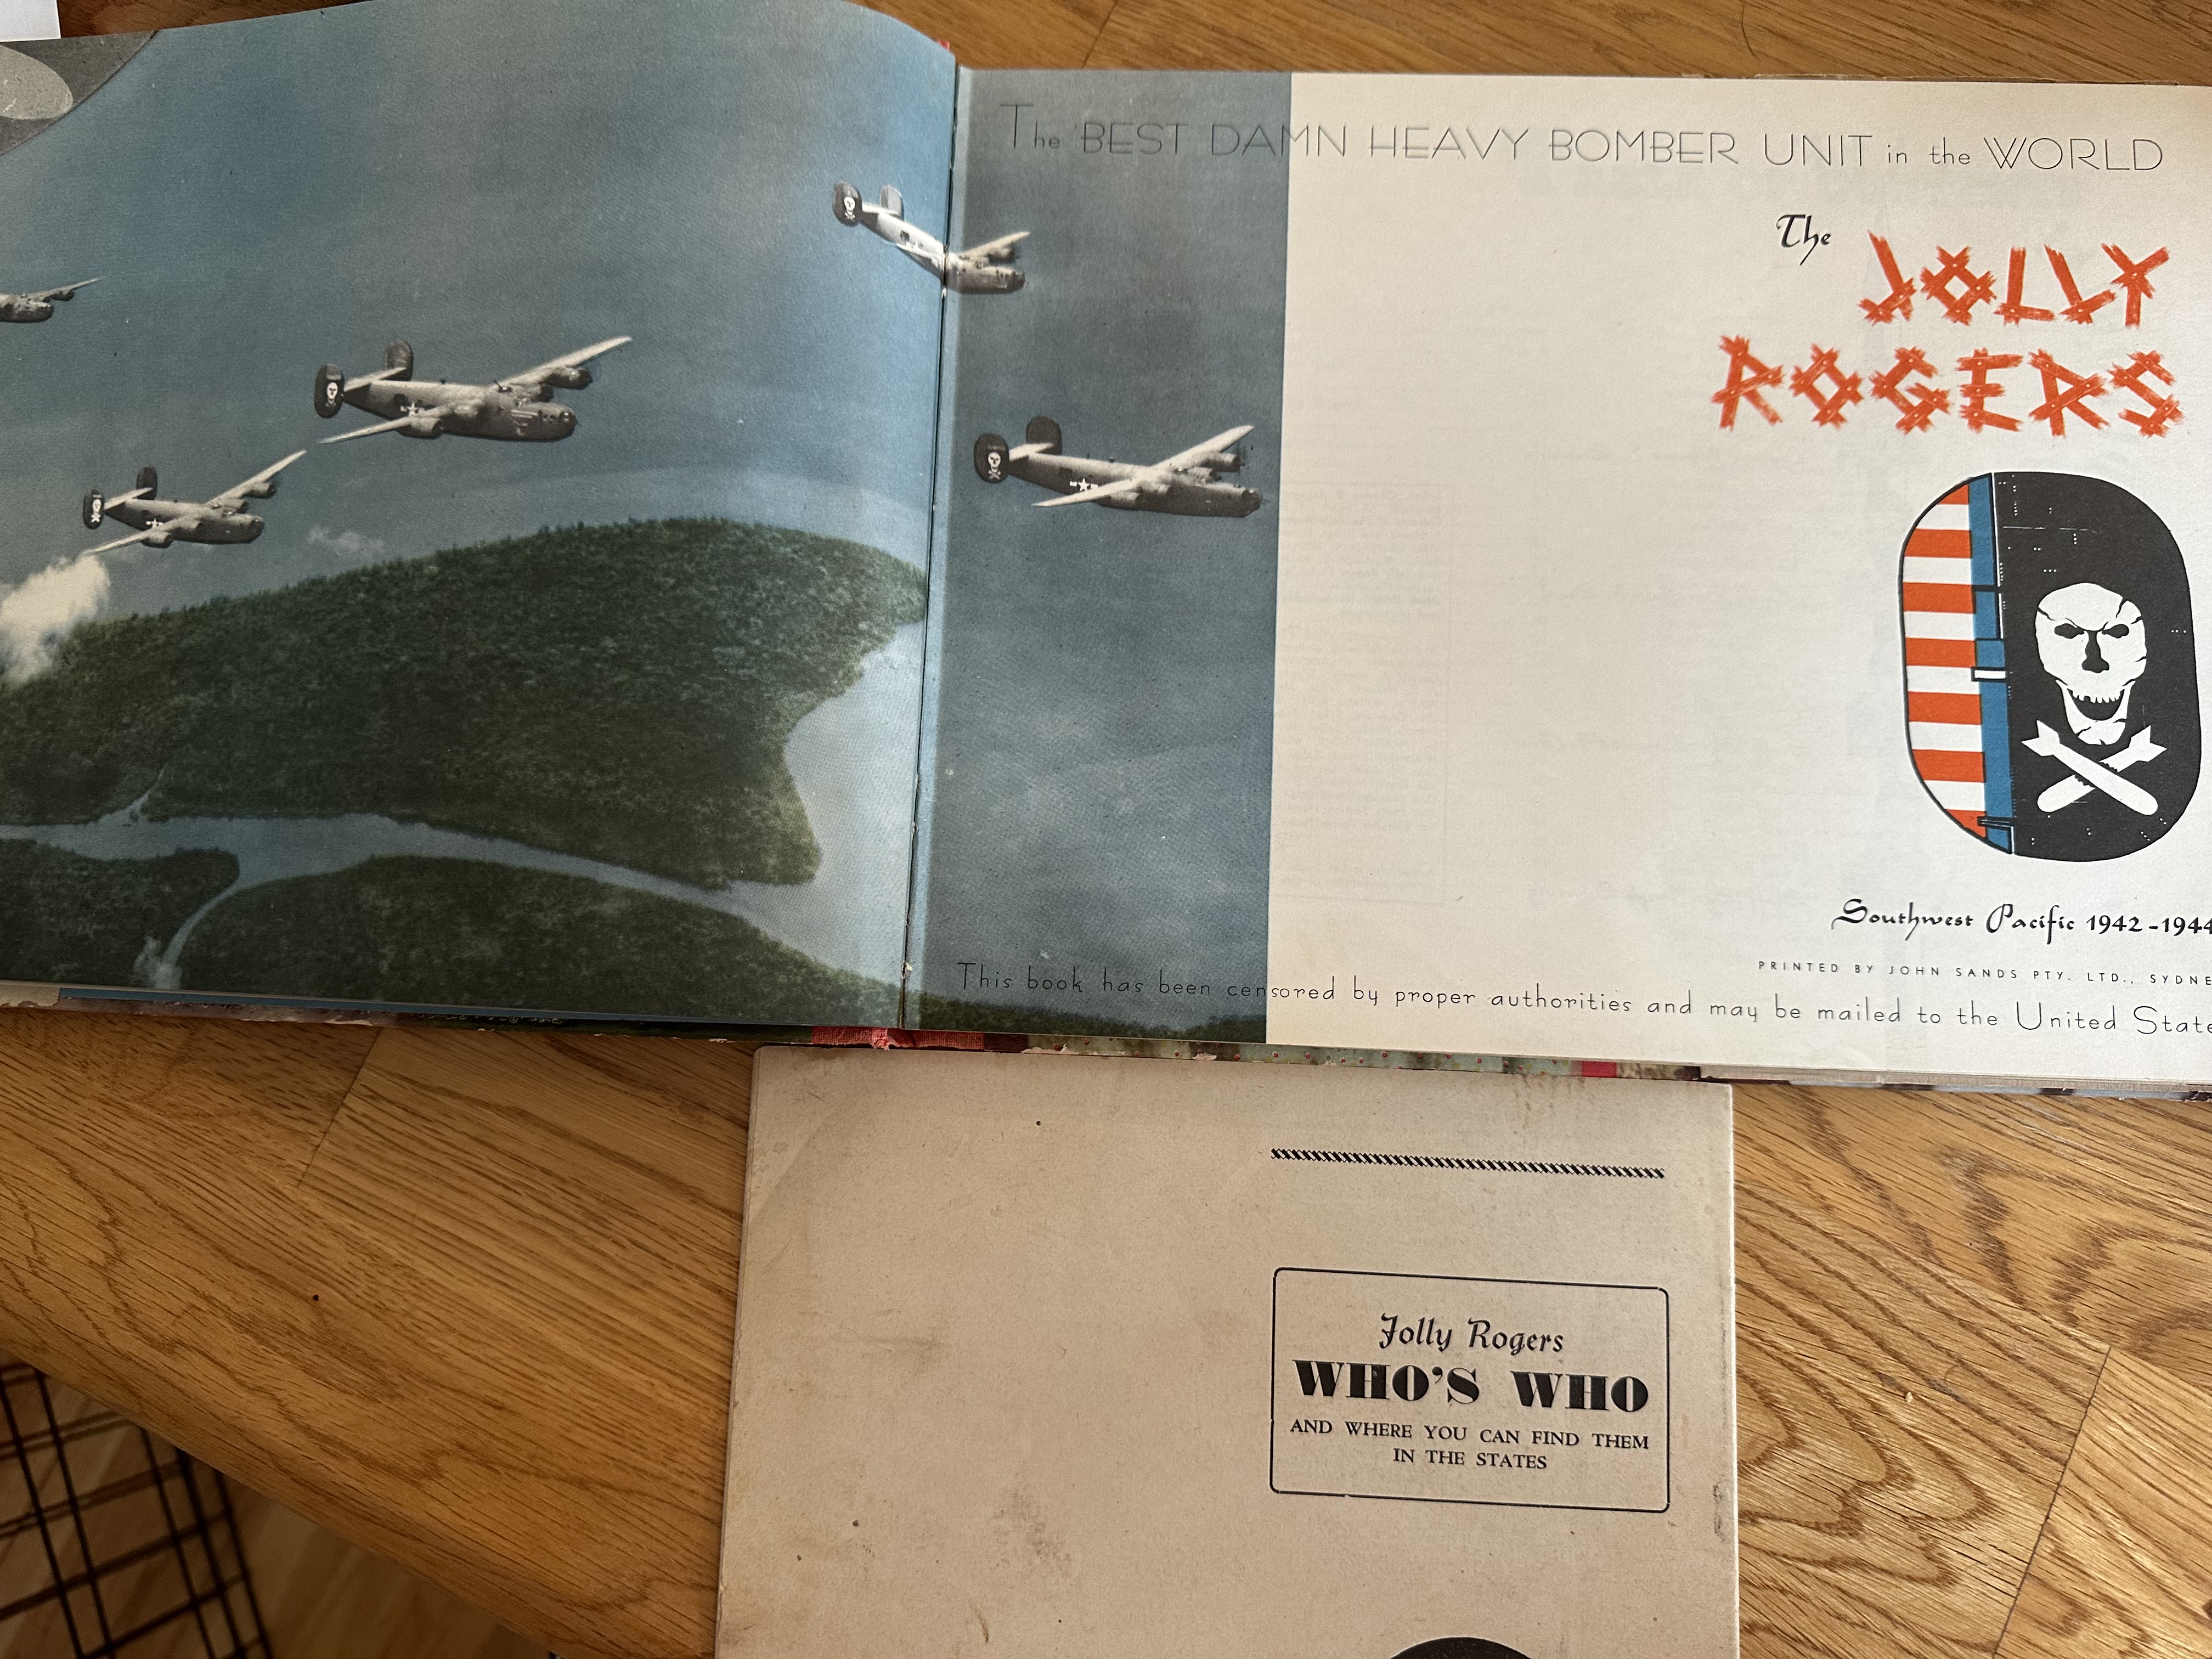 The BEST DAMN HEAVY BOMBER UNIT in the WORLD
The JOLLY
ROGERS
Southwest Pacific 1942-1944
PRINTED BY JOHN SANDS PTY. LTD., SYDNE
This book has been censored by proper authorities and may be mailed to the United State
Jolly Rogers
WHO'S WHO
AND WHERE YOU CAN FIND THEM
IN THE STATES